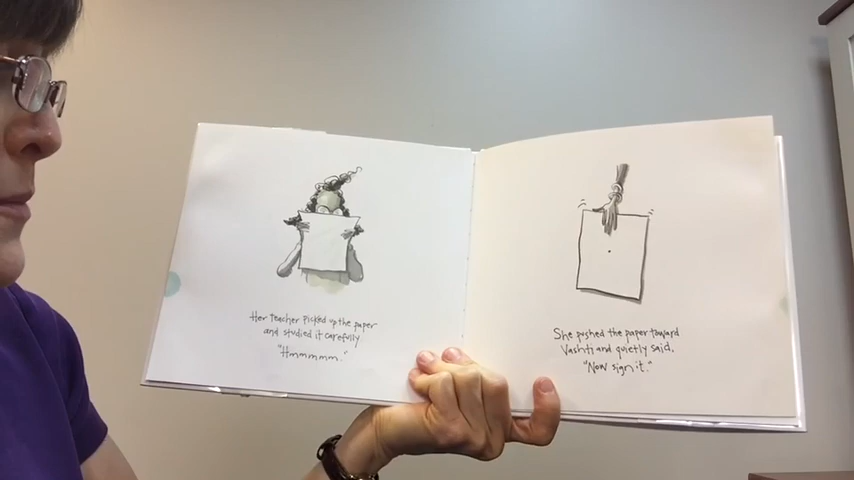 Her teacher picked up the paper
and studied it carefully
"Hmmmmm."
She pushed the paper toward
Vashti and quietly said,
"Now sign it."